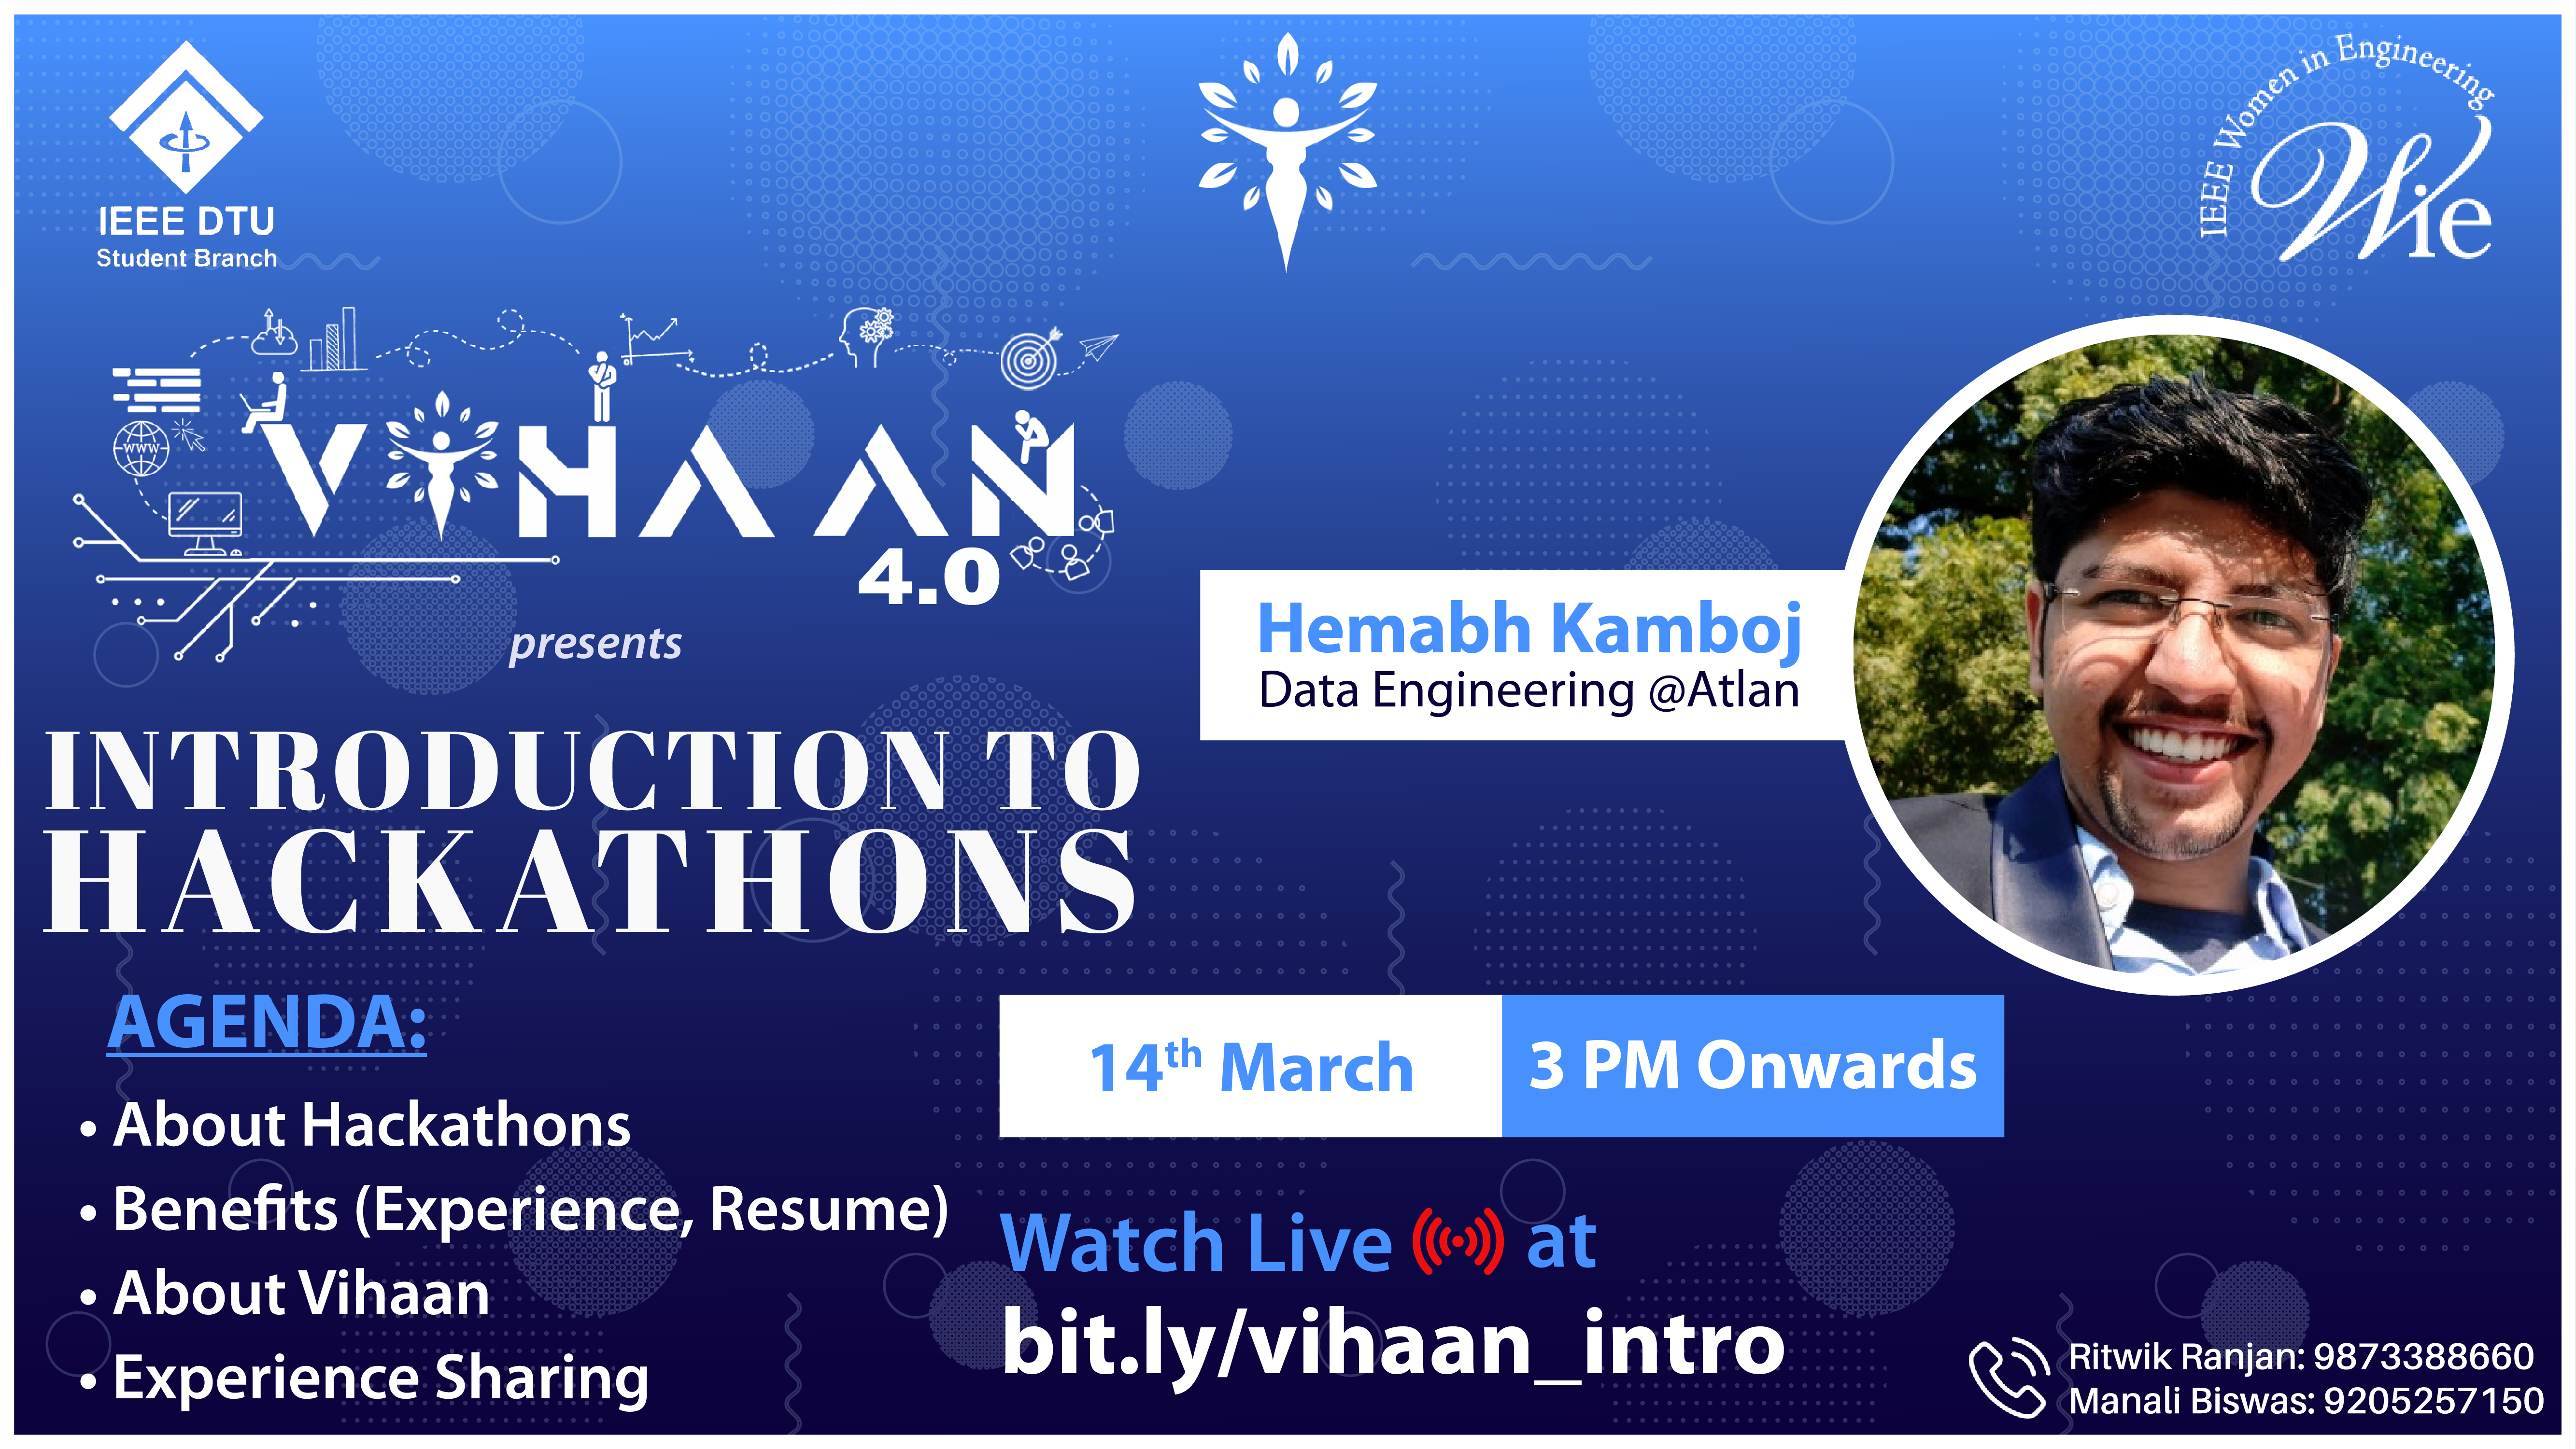 IEEE DTU
Student Branch
IEEE Women in Engineering
Wie
www
VIHAAN
4.0
presents
INTRODUCTION TO
HACKATHONS
Hemabh Kamboj
Data Engineering @Atlan
AGENDA:
• About Hackathons
• Benefits (Experience, Resume)
• About Vihaan
• Experience Sharing
14th March
3 PM Onwards
Watch Live at
bit.ly/vihaan_intro
Ritwik Ranjan: 9873388660
Manali Biswas: 9205257150